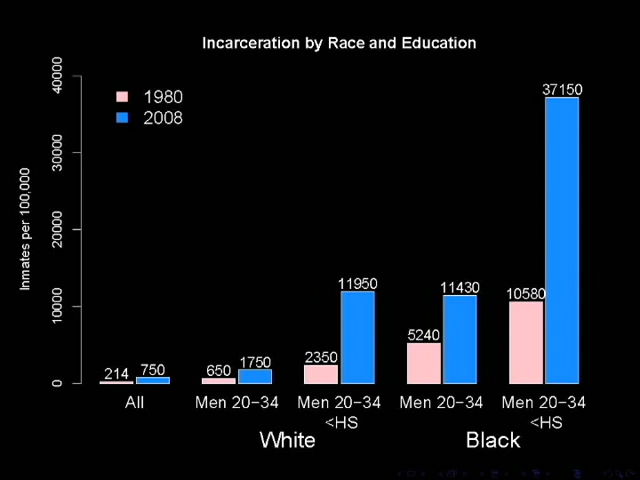 Incarceration by Race and Education
Inmates per 100,000
40000
30000
20000
10000
0
1980
2008
214
750
650
1750
2350
11950
5240
11430
10580
37150
All
Men 20−34
Men 20−34
<HS
Men 20−34
Men 20−34
<HS
White
Black